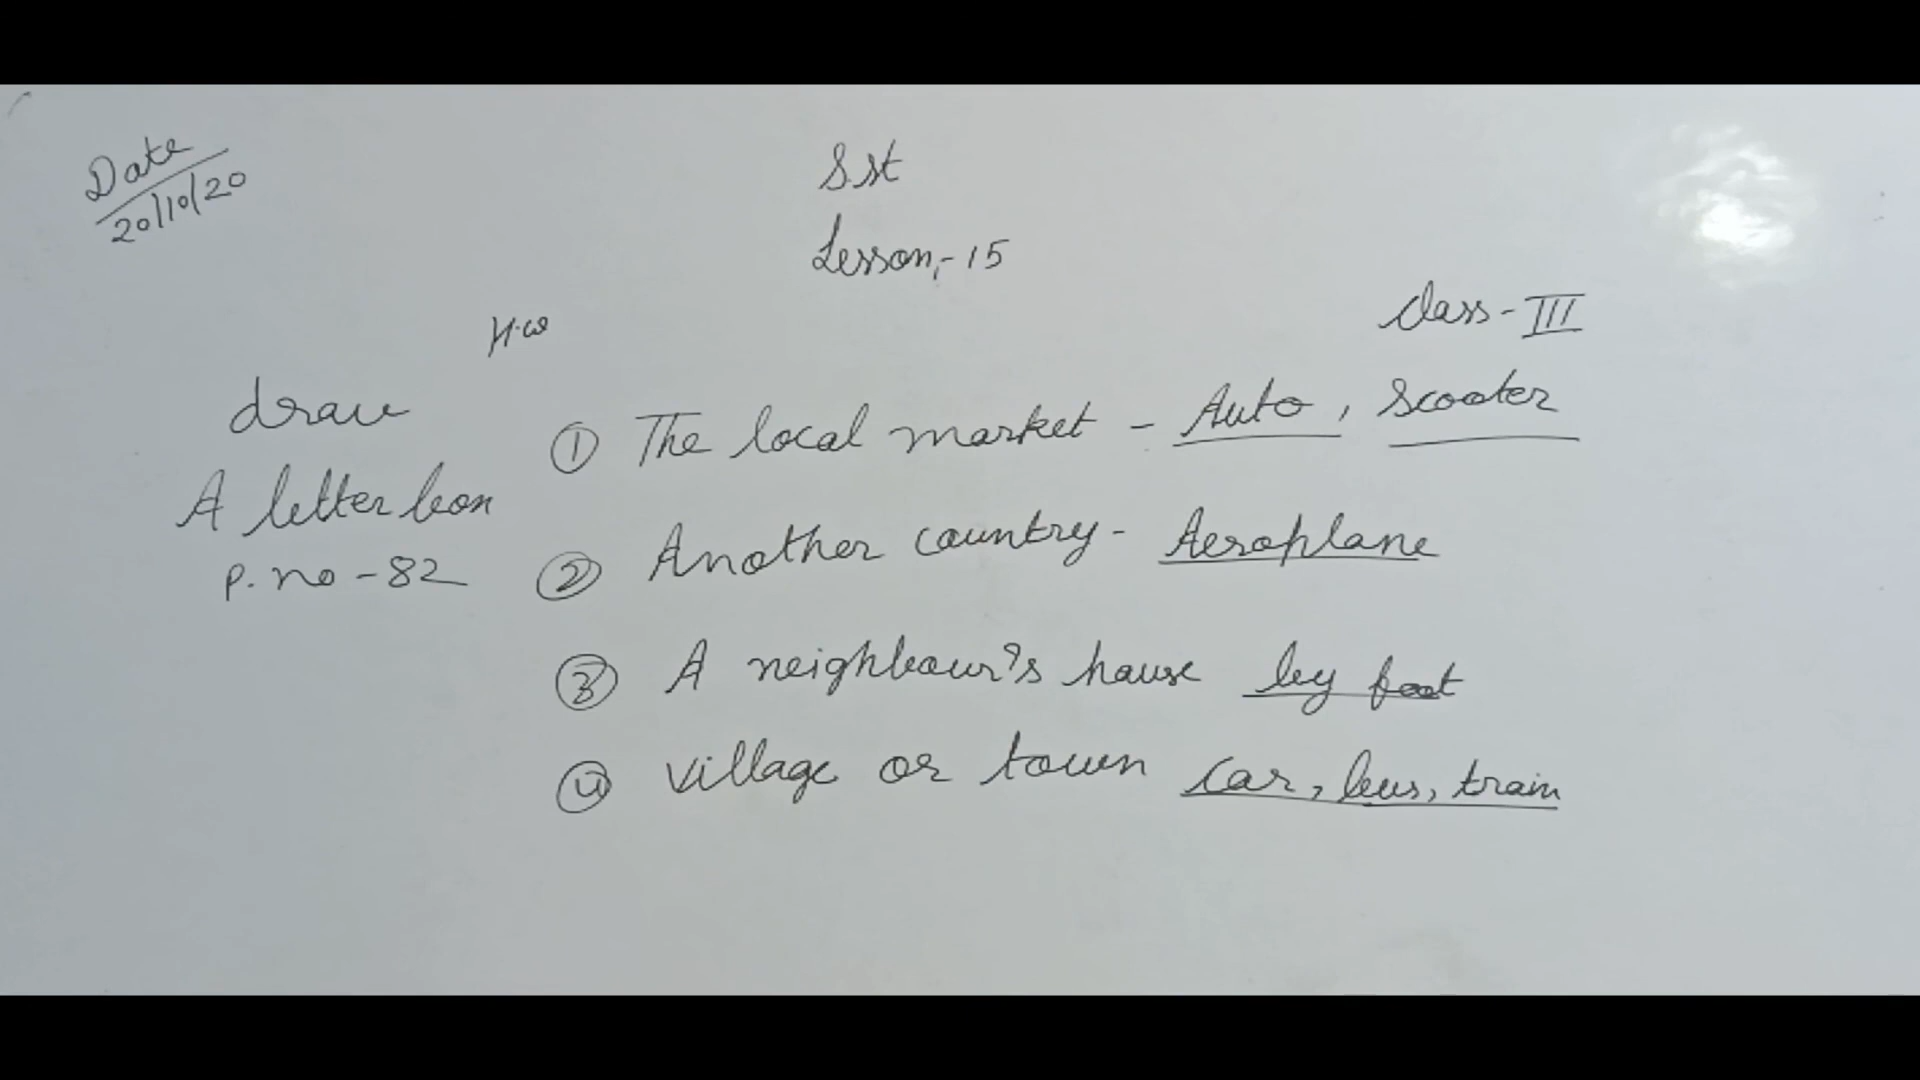 Date
20/10/20
S.st
Lesson,-15
Class-III
H.w
draw
A letter box
P. no-82
① The local market - Auto, Scooter
② Another country- Aeroplane
③ A neighbour's house by foot
④ Village or town car, bus, train